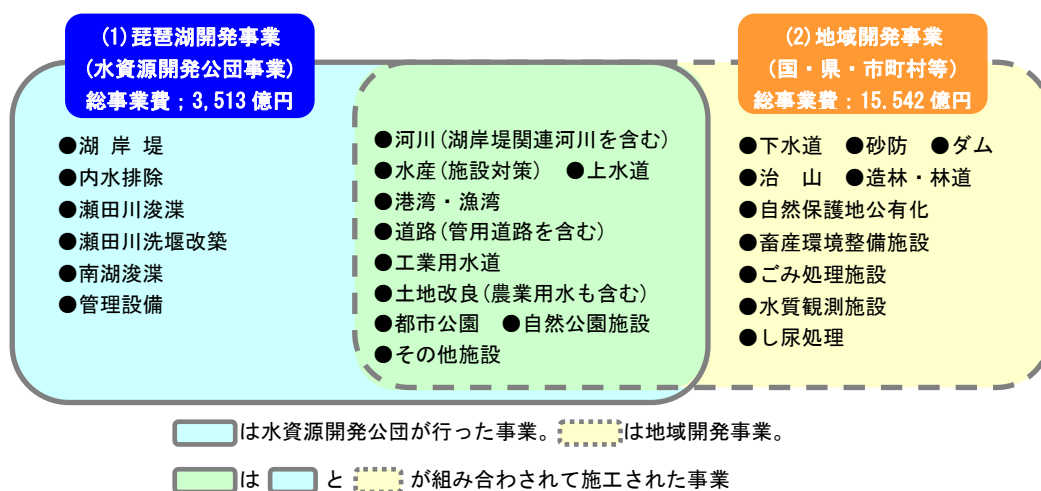 (1)琵琶湖開発事業
(水資源開発公団事業)
総事業費；3,513億円
(2)地域開発事業
(国・県・市町村等)
総事業費：15.542億円
●湖 岸 堤
●内水排除
●瀬田川浚渫
●瀬田川洗堰改築
●南湖浚渫
●管理設備
●河川(湖岸堤関連河川を含む)
●水産(施設対策) ●上水道
●港湾・漁湾
●道路(管用道路を含む)
●工業用水道
●土地改良(農業用水も含む)
●都市公園 ●自然公園施設
●その他施設
●下水道 ●砂防 ●ダム
●治 山 ●造林・林道
●自然保護地公有化
●畜産環境整備施設
●ごみ処理施設
●水質観測施設
●し尿処理
は水資源開発公団が行った事業。 は地域開発事業。
は と が組み合わされて施工された事業